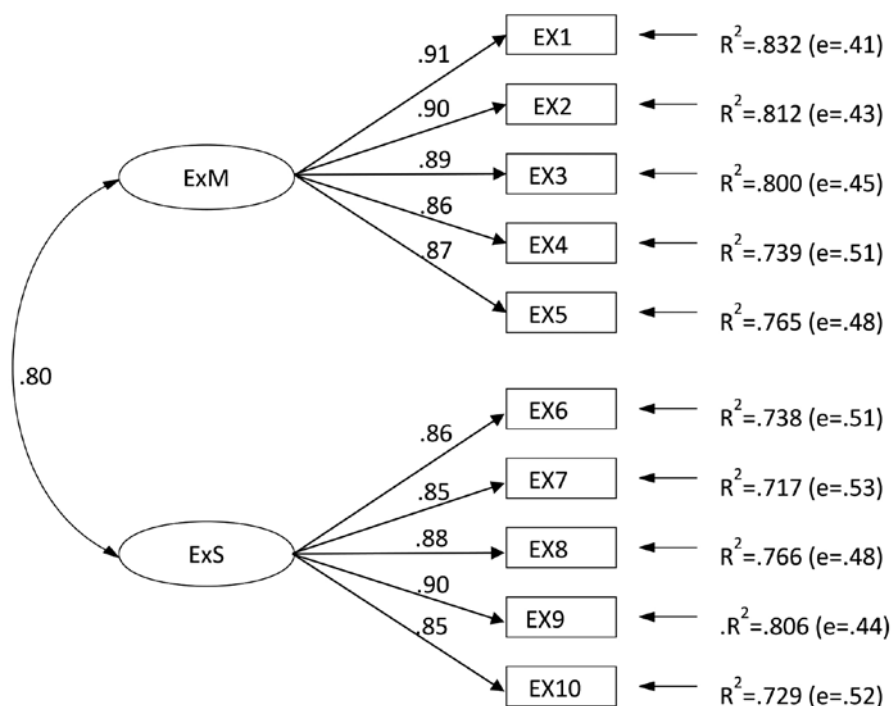 .91 EX1 R²=.832 (e=.41)
.90 EX2 R²=.812 (e=.43)
ExM .89 EX3 R²=.800 (e=.45)
.86 EX4 R²=.739 (e=.51)
.87 EX5 R²=.765 (e=.48)
.80
.86 EX6 R²=.738 (e=.51)
.85 EX7 R²=.717 (e=.53)
ExS .88 EX8 R²=.766 (e=.48)
.90 EX9 .R²=.806 (e=.44)
.85 EX10 R²=.729 (e=.52)